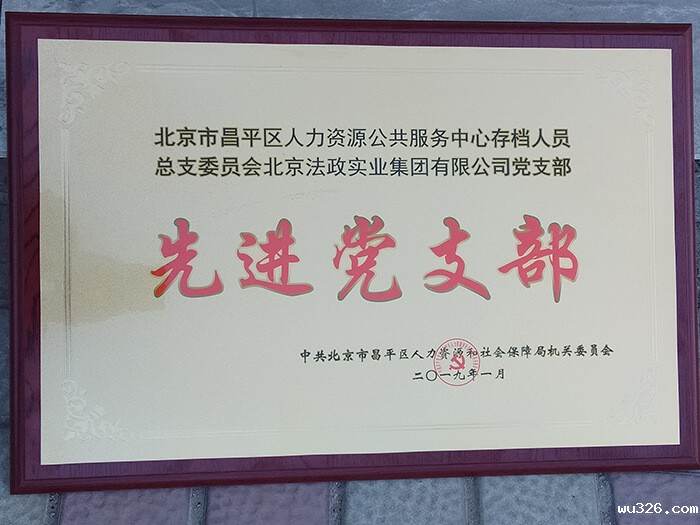 北京市昌平区人力资源公共服务中心存档人员
总支委员会北京法政实业集团有限公司党支部
先进党支部
中共北京市昌平区人力资源和社会保障局机关委员会
二〇一九年一月
wu326.com